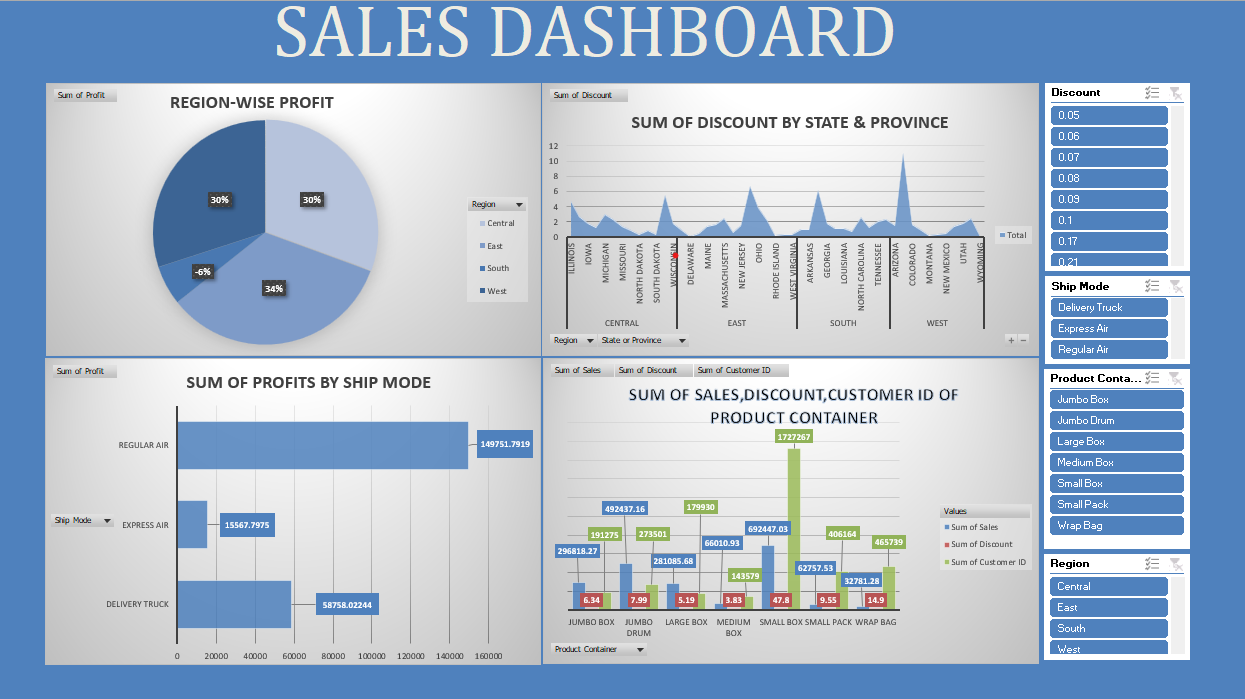 SALES DASHBOARD
Sum of Profit
REGION-WISE PROFIT
30%
30%
-6%
34%
Region
Central
East
South
West
Sum of Discount
SUM OF DISCOUNT BY STATE & PROVINCE
12
10
8
6
4
2
0
ILLINOIS
IOWA
MICHIGAN
MISSOURI
NORTH DAKOTA
SOUTH DAKOTA
WISCONSIN
DELAWARE
MAINE
MASSACHUSETTS
NEW JERSEY
OHIO
RHODE ISLAND
WEST VIRGINIA
ARKANSAS
GEORGIA
LOUISIANA
NORTH CAROLINA
TENNESSEE
ARIZONA
COLORADO
MONTANA
NEW MEXICO
UTAH
WYOMING
CENTRAL EAST SOUTH WEST
Total
Region State or Province
Sum of Profit
SUM OF PROFITS BY SHIP MODE
REGULAR AIR
149751.7919
Ship Mode
EXPRESS AIR
15567.7975
DELIVERY TRUCK
58758.02244
0 20000 40000 60000 80000 100000 120000 140000 160000
Sum of Sales Sum of Discount Sum of Customer ID
SUM OF SALES,DISCOUNT,CUSTOMER ID OF
PRODUCT CONTAINER
1727267
492437.16
179930
692447.03
191275
273501
406164
296818.27
281085.68
66010.93
465739
143579
62757.53
32781.28
6.34
7.99
5.19
3.83
47.8
9.55
14.9
JUMBO BOX
JUMBO
DRUM
LARGE BOX
MEDIUM
BOX
SMALL BOX
SMALL PACK
WRAP BAG
Values
Sum of Sales
Sum of Discount
Sum of Customer ID
Product Container
Discount
0.05
0.06
0.07
0.08
0.09
0.1
0.17
0.21
Ship Mode
Delivery Truck
Express Air
Regular Air
Product Conta...
Jumbo Box
Jumbo Drum
Large Box
Medium Box
Small Box
Small Pack
Wrap Bag
Region
Central
East
South
West